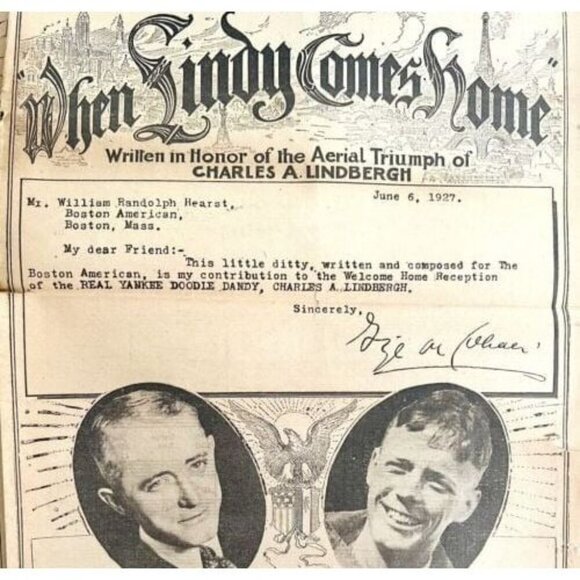 "When Lindy Comes Home"
Written in Honor of the Aerial Triumph of
CHARLES A. LINDBERGH
Mr. William Randolph Hearst, June 6, 1927.
Boston American,
Boston, Mass.
My dear Friend:-
This little ditty, written and composed for The
Boston American, is my contribution to the Welcome Home Reception
of the REAL YANKEE DOODLE DANDY, CHARLES A LINDBERGH.
Sincerely,
Geo. M. Cohan